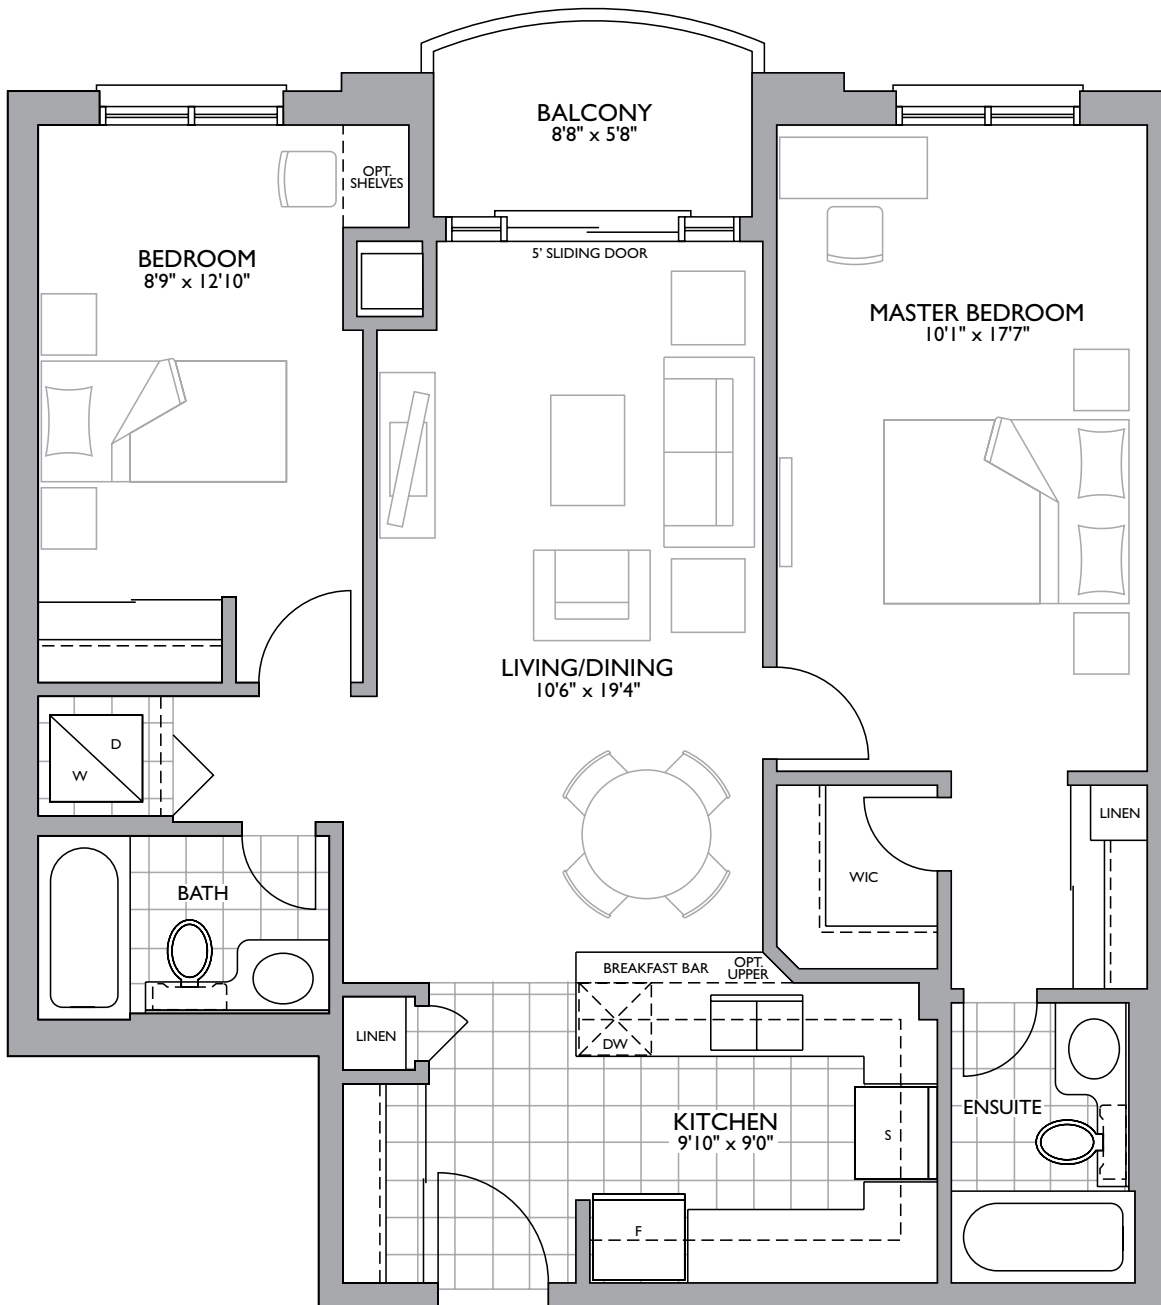 BALCONY
8'8" x 5'8"
OPT.
SHELVES
5' SLIDING DOOR
BEDROOM
8'9" x 12'10"
MASTER BEDROOM
10'1" x 17'7"
LIVING/DINING
10'6" x 19'4"
D
W
LINEN
WIC
BATH
BREAKFAST BAR
OPT.
UPPER
LINEN
DW
ENSUITE
KITCHEN
9'10" x 9'0"
S
F